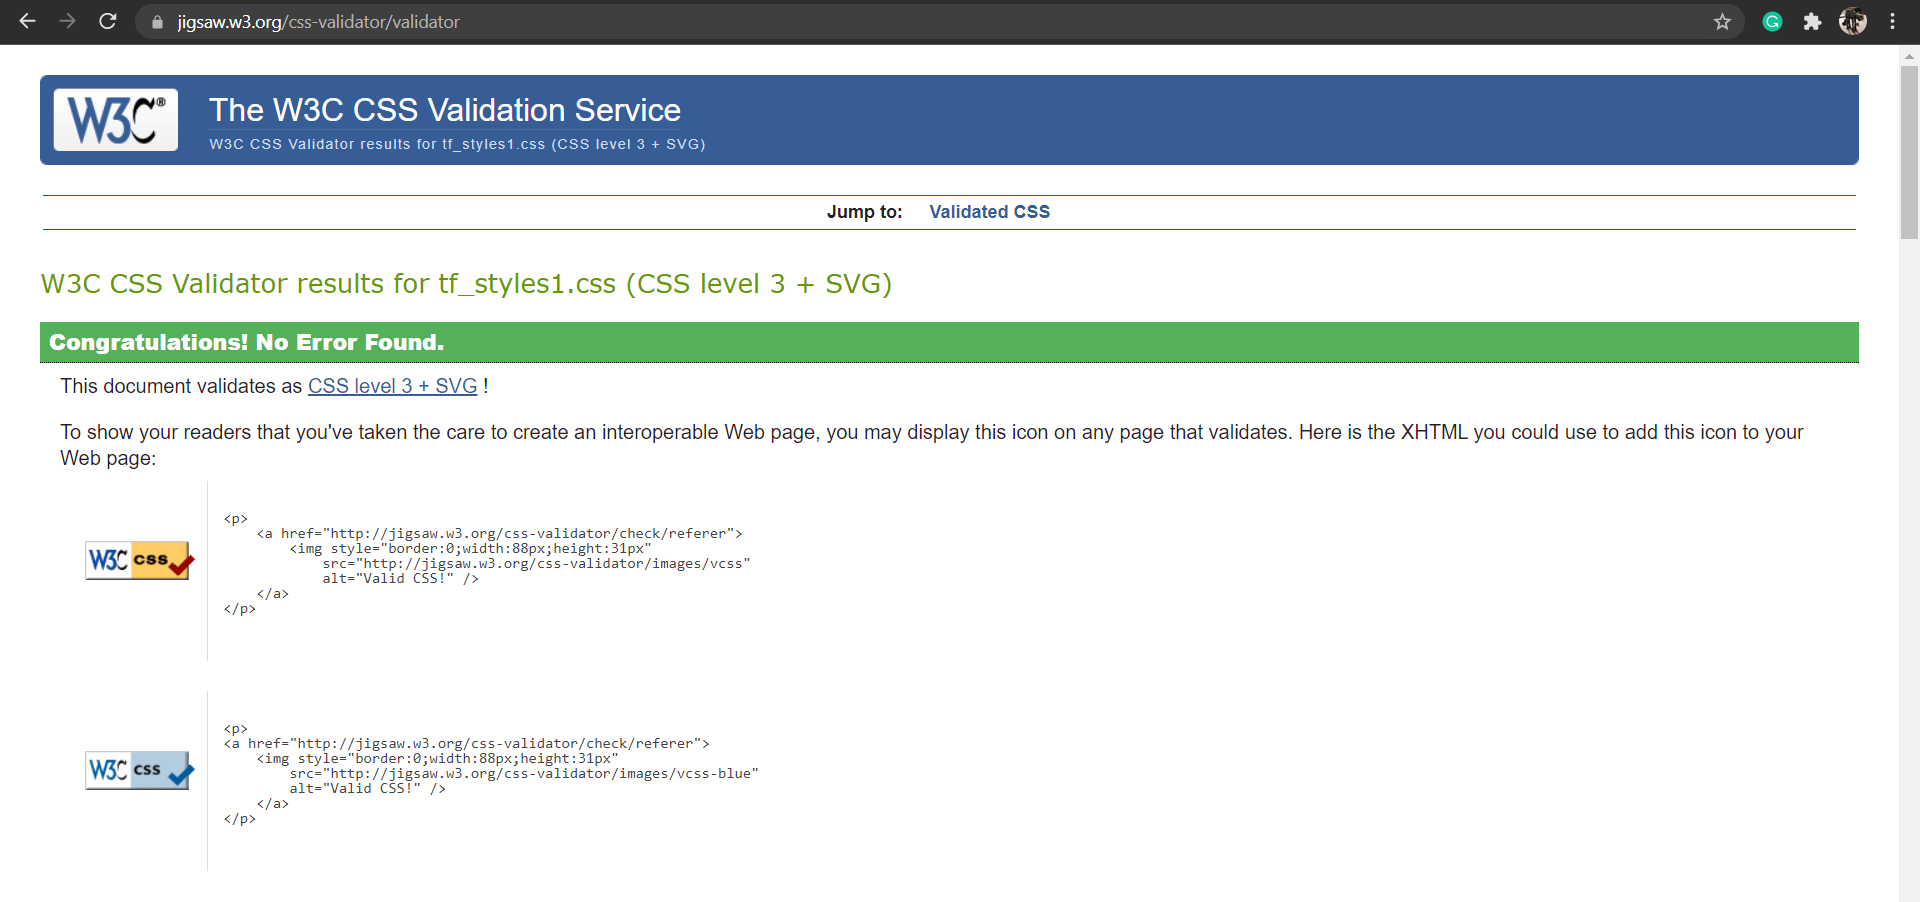 jigsaw.w3.org/css-validator/validator
W3C®
The W3C CSS Validation Service
W3C CSS Validator results for tf_styles1.css (CSS level 3 + SVG)
Jump to: Validated CSS
W3C CSS Validator results for tf_styles1.css (CSS level 3 + SVG)
Congratulations! No Error Found.
This document validates as CSS level 3 + SVG !
To show your readers that you've taken the care to create an interoperable Web page, you may display this icon on any page that validates. Here is the XHTML you could use to add this icon to your
Web page:
W3C css
<p>
    <a href="http://jigsaw.w3.org/css-validator/check/referer">
        <img style="border:0;width:88px;height:31px"
            src="http://jigsaw.w3.org/css-validator/images/vcss"
            alt="Valid CSS!" />
    </a>
</p>
W3C css
<p>
<a href="http://jigsaw.w3.org/css-validator/check/referer">
    <img style="border:0;width:88px;height:31px"
        src="http://jigsaw.w3.org/css-validator/images/vcss-blue"
        alt="Valid CSS!" />
    </a>
</p>